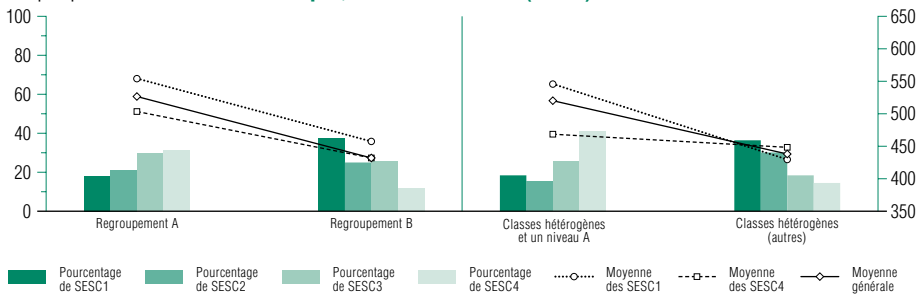 100
80
60
40
20
0
650
600
550
500
450
400
350
Regroupement A
Regroupement B
Classes hétérogènes
et un niveau A
Classes hétérogènes
(autres)
Pourcentage
de SESC1
Pourcentage
de SESC2
Pourcentage
de SESC3
Pourcentage
de SESC4
Moyenne
des SESC1
Moyenne
des SESC4
Moyenne
générale